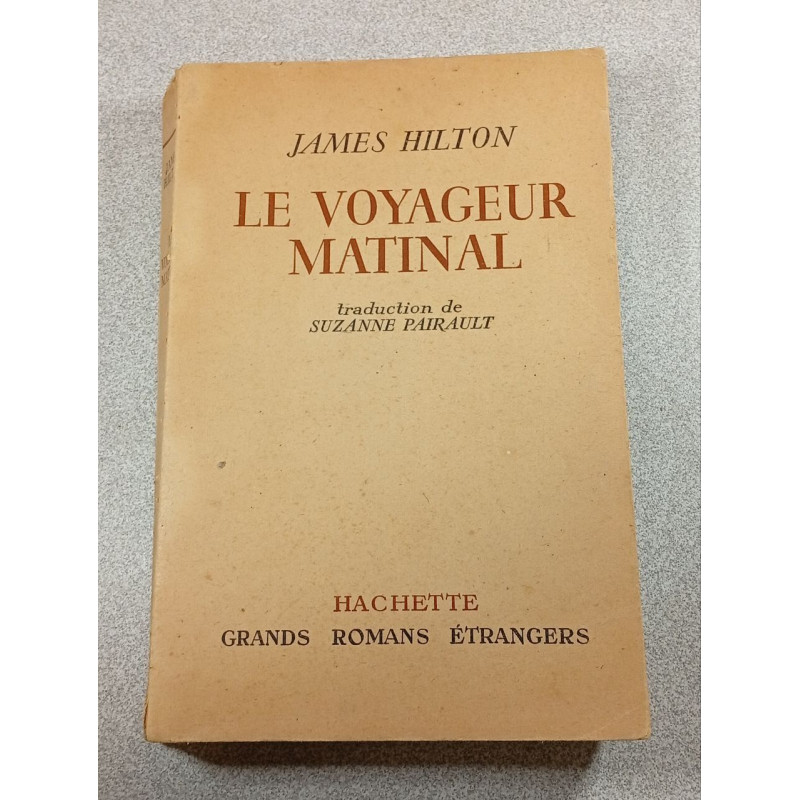 JAMES HILTON
LE VOYAGEUR
MATINAL
traduction de
SUZANNE PAIRAULT
HACHETTE
GRANDS ROMANS ÉTRANGERS